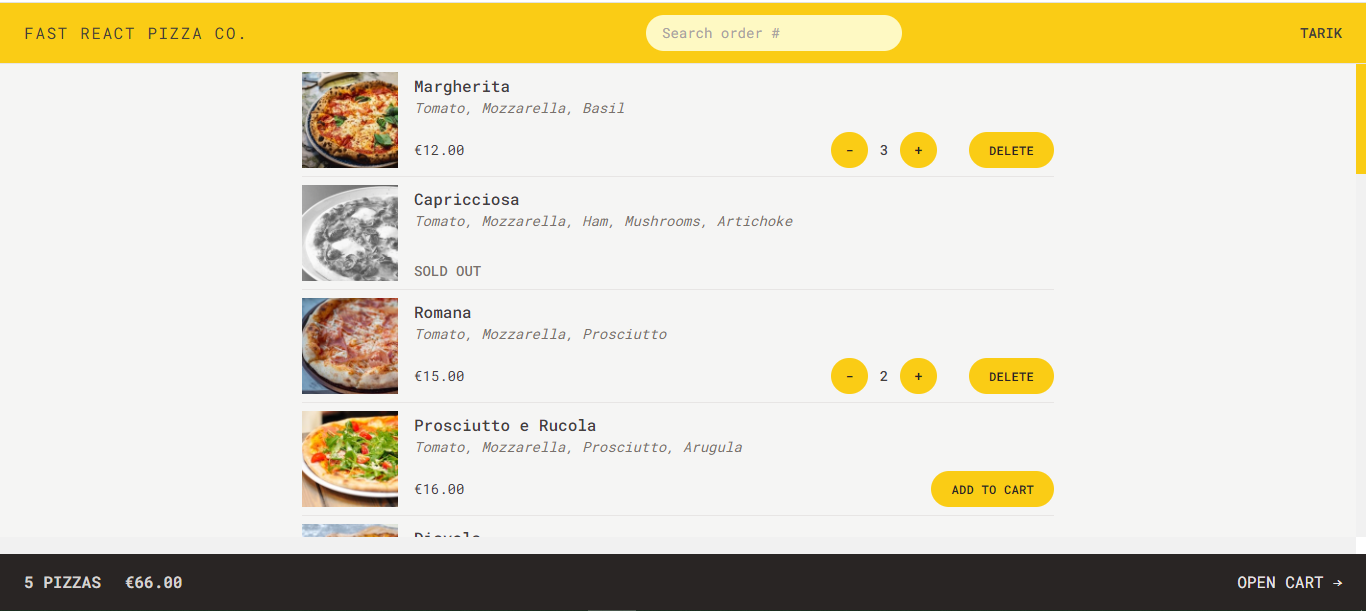 FAST REACT PIZZA CO.
Search order #
TARIK
Margherita
Tomato, Mozzarella, Basil
€12.00
- 3 + DELETE
Capricciosa
Tomato, Mozzarella, Ham, Mushrooms, Artichoke
SOLD OUT
Romana
Tomato, Mozzarella, Prosciutto
€15.00
- 2 + DELETE
Prosciutto e Rucola
Tomato, Mozzarella, Prosciutto, Arugula
€16.00
ADD TO CART
5 PIZZAS €66.00
OPEN CART →